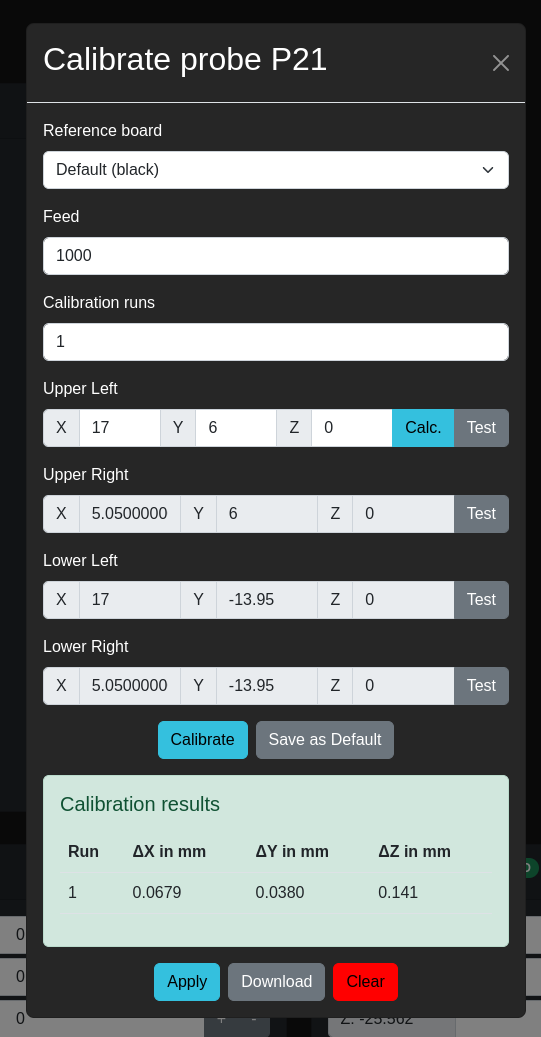 Calibrate probe P21
Reference board
Default (black)
Feed
1000
Calibration runs
1
Upper Left
X 17 Y 6 Z 0 Calc. Test
Upper Right
X 5.0500000 Y 6 Z 0 Test
Lower Left
X 17 Y -13.95 Z 0 Test
Lower Right
X 5.0500000 Y -13.95 Z 0 Test
Calibrate Save as Default
Calibration results
Run ΔX in mm ΔY in mm ΔZ in mm
1 0.0679 0.0380 0.141
0
0
Apply Download Clear
0 + - Z: -25.562